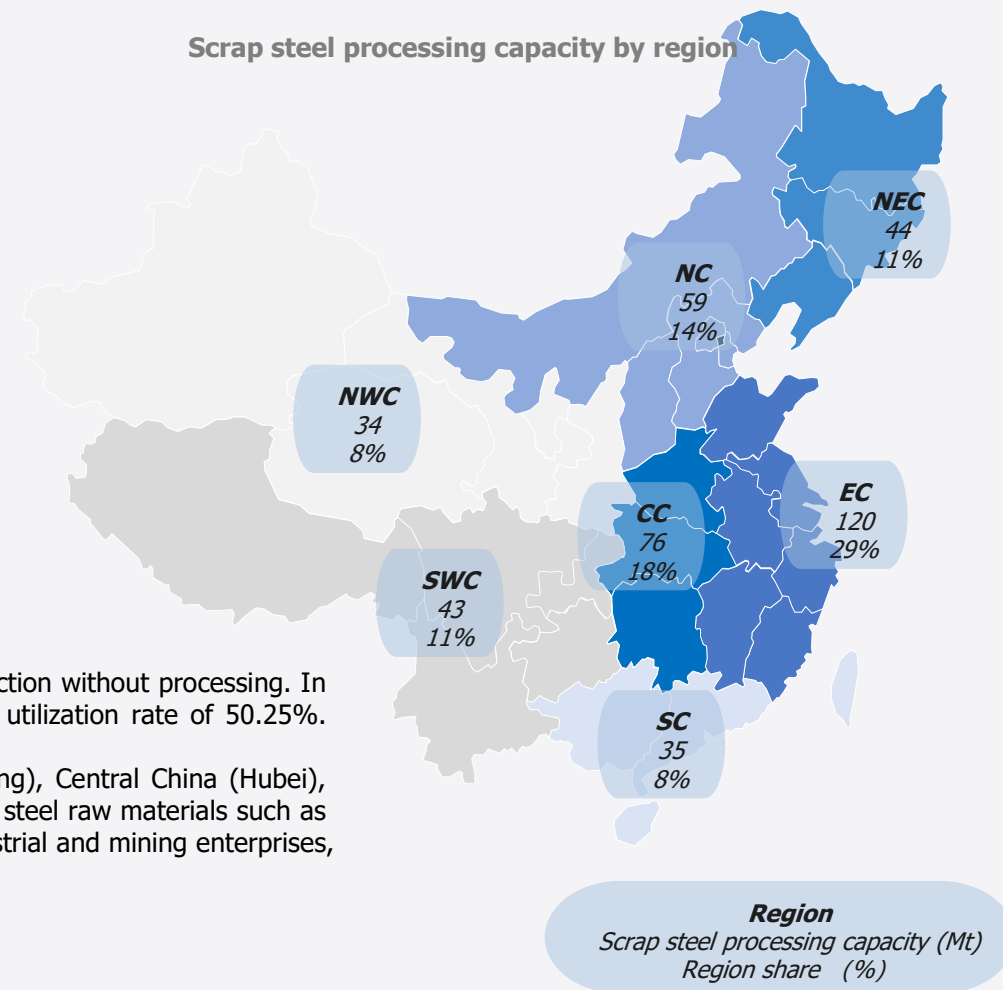 Scrap steel processing capacity by region
NEC
44
11%
NC
59
14%
NWC
34
8%
EC
120
29%
CC
76
18%
SWC
43
11%
ction without processing. In
utilization rate of 50.25%.
SC
35
8%
ng), Central China (Hubei),
steel raw materials such as
strial and mining enterprises,
Region
Scrap steel processing capacity (Mt)
Region share (%)